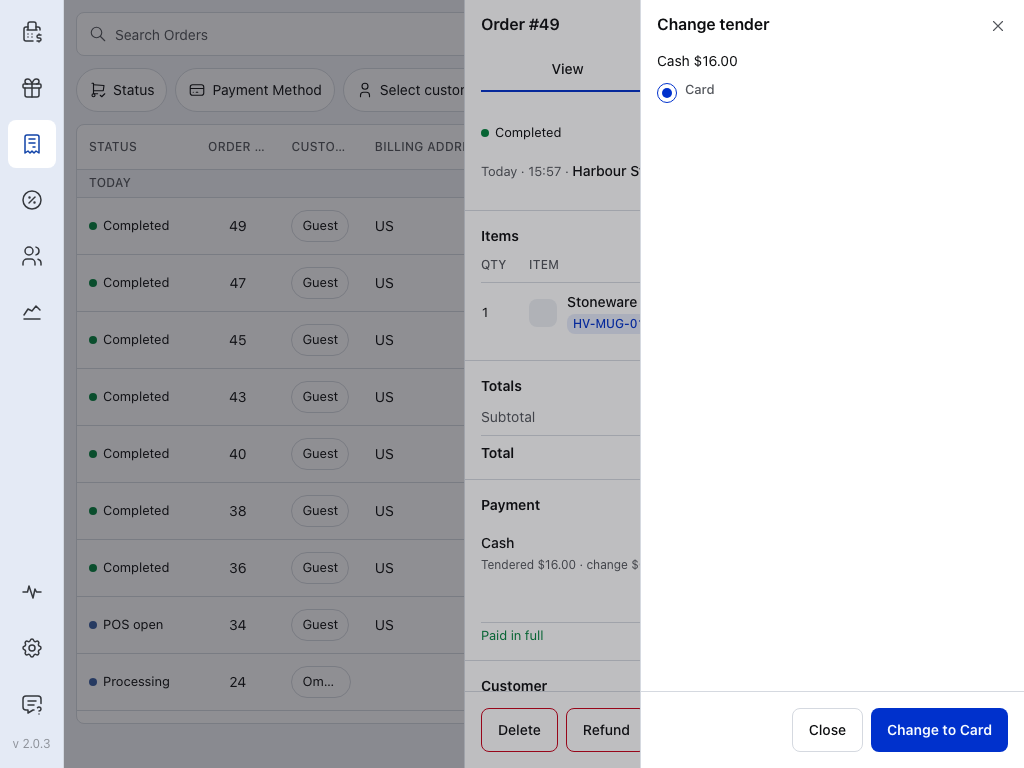 Search Orders
Status
Payment Method
STATUS
ORDER ...
CUSTO...
TODAY
Completed 49 Guest US
Completed 47 Guest US
Completed 45 Guest US
Completed 43 Guest US
Completed 40 Guest US
Completed 38 Guest US
Completed 36 Guest US
POS open 34 Guest US
Processing 24 Om...
v 2.0.3
Order #49
View
Completed
Today · 15:57 · Harbour
Items
QTY ITEM
1 Stoneware
Totals
Subtotal
Total
Payment
Cash
Tendered $16.00 · change $
Paid in full
Customer
Delete
Refund
Change tender
Cash $16.00
Card
Close
Change to Card